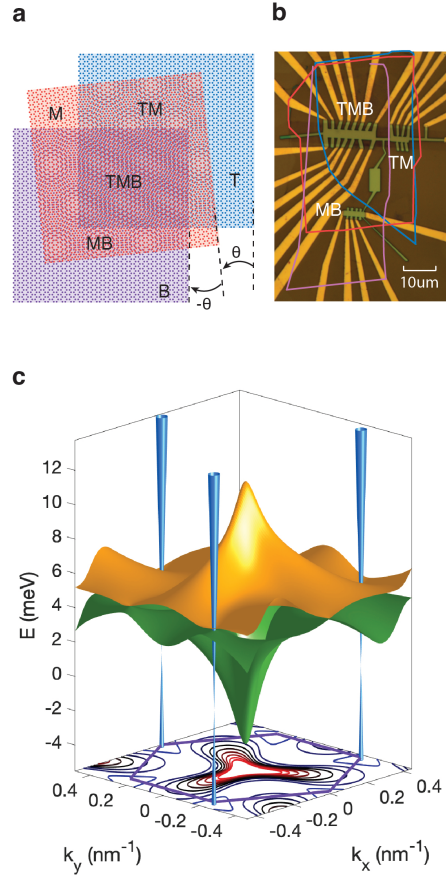 a
M
TM
TMB
T
MB
B
θ
-θ
b
TMB
TM
MB
10um
c
E (meV)
12
10
8
6
4
2
0
-2
-4
0.4
0.2
0
-0.2
-0.4
k_y (nm⁻¹)
-0.4
-0.2
0
0.2
0.4
k_x (nm⁻¹)